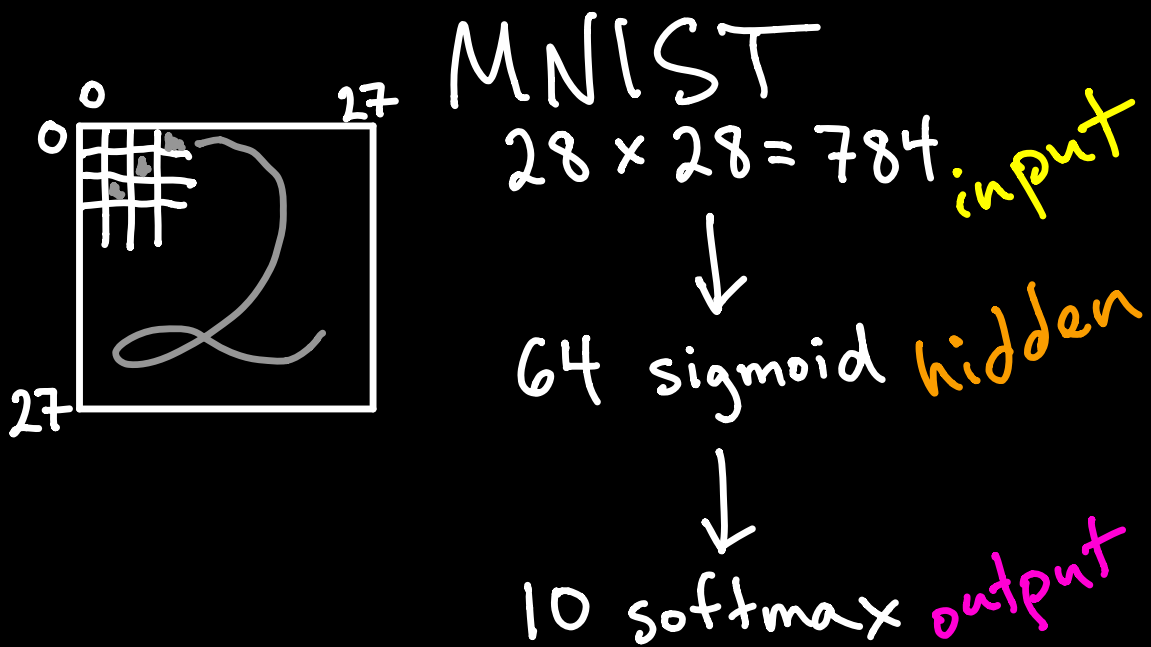 MNIST
0
27
0
28 × 28 = 784 input
64 sigmoid hidden
27
10 softmax output